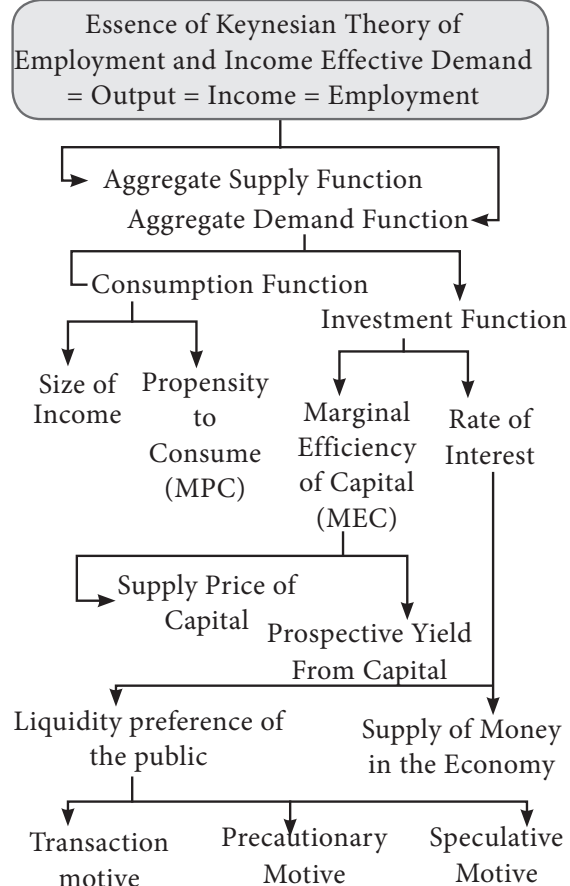 Essence of Keynesian Theory of
Employment and Income Effective Demand
= Output = Income = Employment
Aggregate Supply Function
Aggregate Demand Function
Consumption Function
Investment Function
Size of
Income
Propensity
to
Consume
(MPC)
Marginal
Efficiency
of Capital
(MEC)
Rate of
Interest
Supply Price of
Capital
Prospective Yield
From Capital
Liquidity preference of
the public
Supply of Money
in the Economy
Transaction
motive
Precautionary
Motive
Speculative
Motive